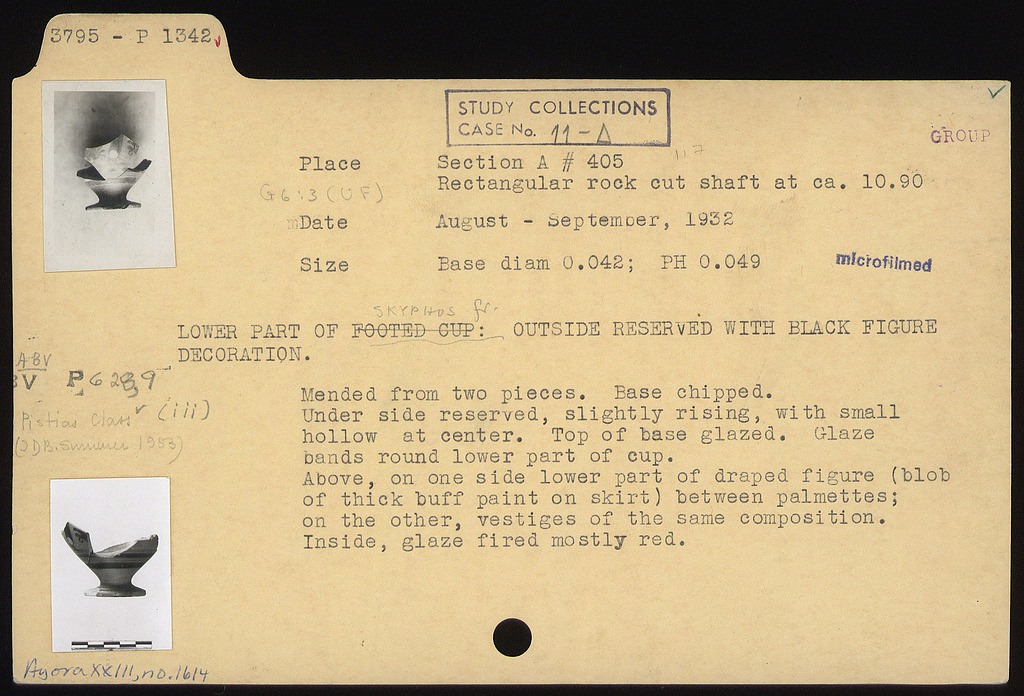 3795 - P 1342
STUDY COLLECTIONS
CASE No. 11-Δ
GROUP
117
Place Section A # 405
Rectangular rock cut shaft at ca. 10.90
G6:3 (UF)
Date August - September, 1932
Size Base diam 0.042; PH 0.049
microfilmed
SKYPHOS fr.
LOWER PART OF FOOTED CUP: OUTSIDE RESERVED WITH BLACK FIGURE
DECORATION.
ABV
P
Pistias Class (iii)
(JDB. Summer 1953)
Mended from two pieces. Base chipped.
Under side reserved, slightly rising, with small
hollow at center. Top of base glazed. Glaze
bands round lower part of cup.
Above, on one side lower part of draped figure (blob
of thick buff paint on skirt) between palmettes;
on the other, vestiges of the same composition.
Inside, glaze fired mostly red.
Agora XXIII, no. 1614